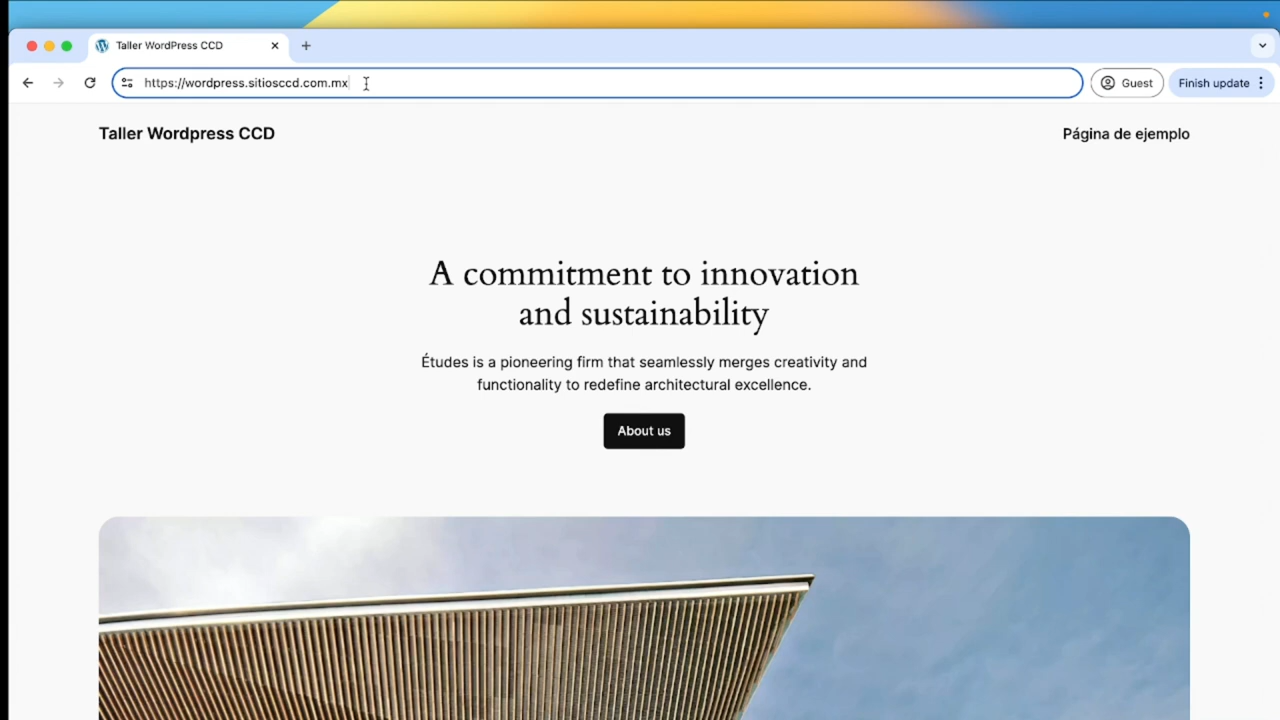 Taller WordPress CCD
https://wordpress.sitiosccd.com.mx
Guest
Finish update
Taller Wordpress CCD
Página de ejemplo
A commitment to innovation
and sustainability
Études is a pioneering firm that seamlessly merges creativity and
functionality to redefine architectural excellence.
About us